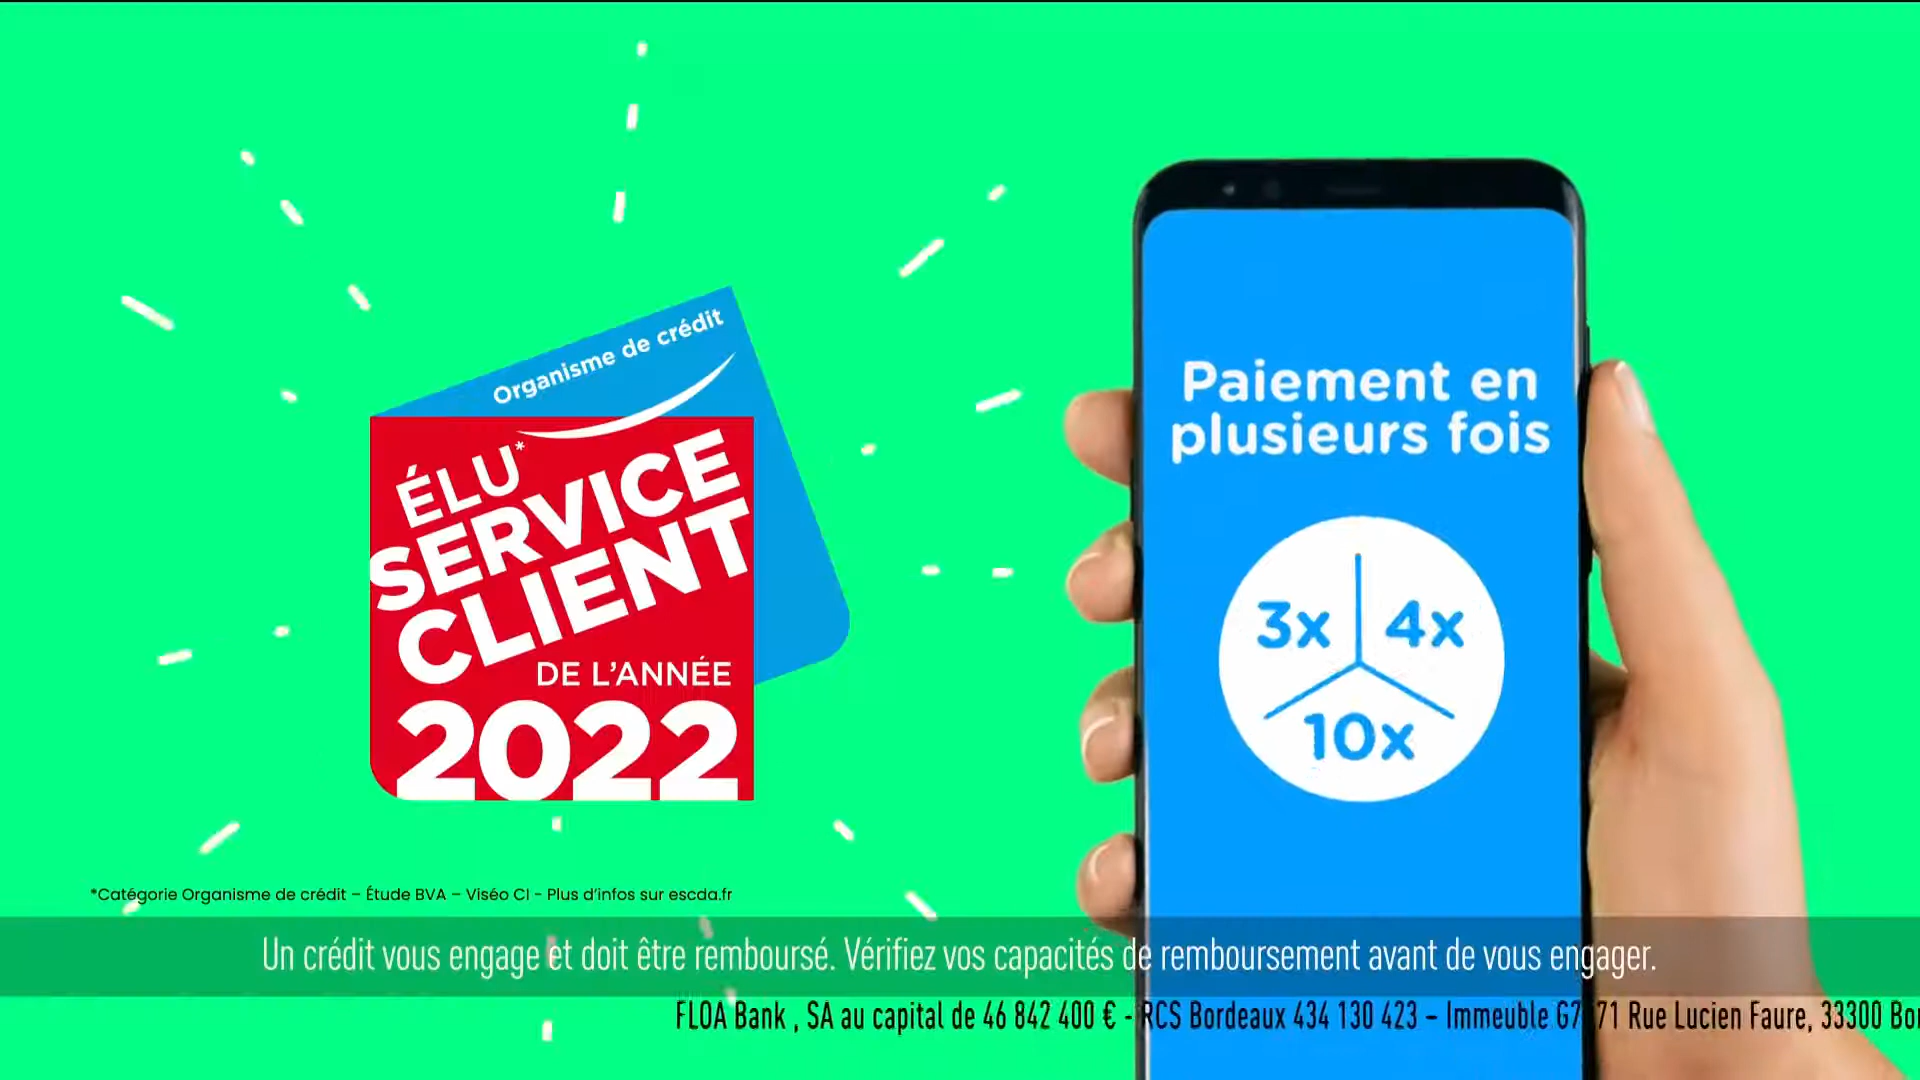 Organisme de crédit
ÉLU*
SERVICE
CLIENT
DE L'ANNÉE
2022
Paiement en
plusieurs fois
3x 4x
10x
*Catégorie Organisme de crédit – Étude BVA – Viséo CI - Plus d'infos sur escda.fr
Un crédit vous engage et doit être remboursé. Vérifiez vos capacités de remboursement avant de vous engager.
FLOA Bank , SA au capital de 46 842 400 € - RCS Bordeaux 434 130 423 – Immeuble G7 71 Rue Lucien Faure, 33300